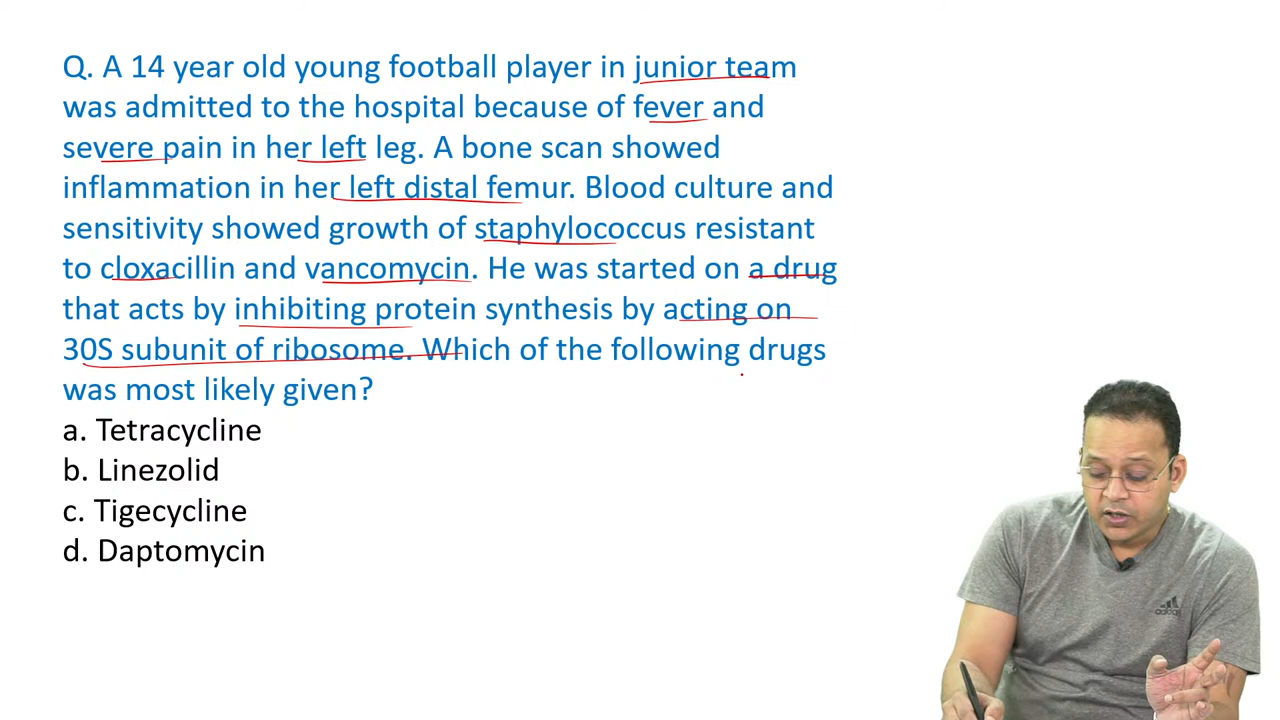 Q. A 14 year old young football player in junior team
was admitted to the hospital because of fever and
severe pain in her left leg. A bone scan showed
inflammation in her left distal femur. Blood culture and
sensitivity showed growth of staphylococcus resistant
to cloxacillin and vancomycin. He was started on a drug
that acts by inhibiting protein synthesis by acting on
30S subunit of ribosome. Which of the following drugs
was most likely given?
a. Tetracycline
b. Linezolid
c. Tigecycline
d. Daptomycin
adidas